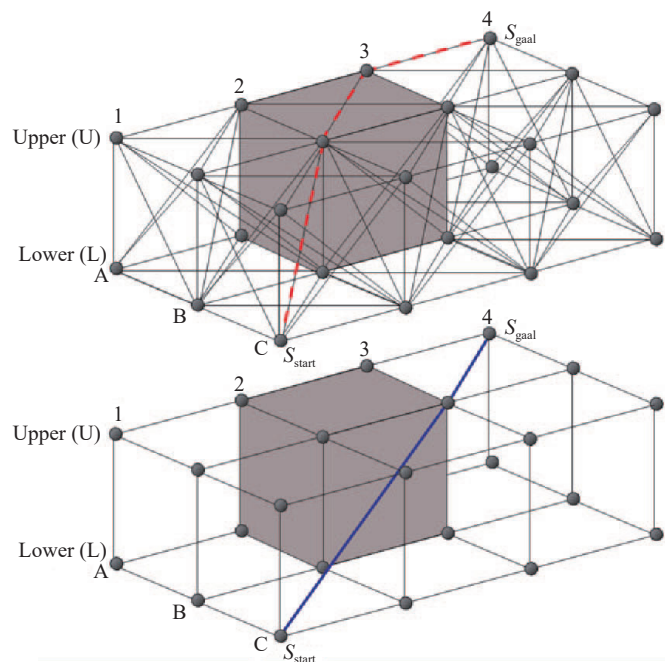 4
S_gaal
3
2
1
Upper (U)
Lower (L)
A
B
C
S_start
4
S_gaal
3
2
1
Upper (U)
Lower (L)
A
B
C
S_start